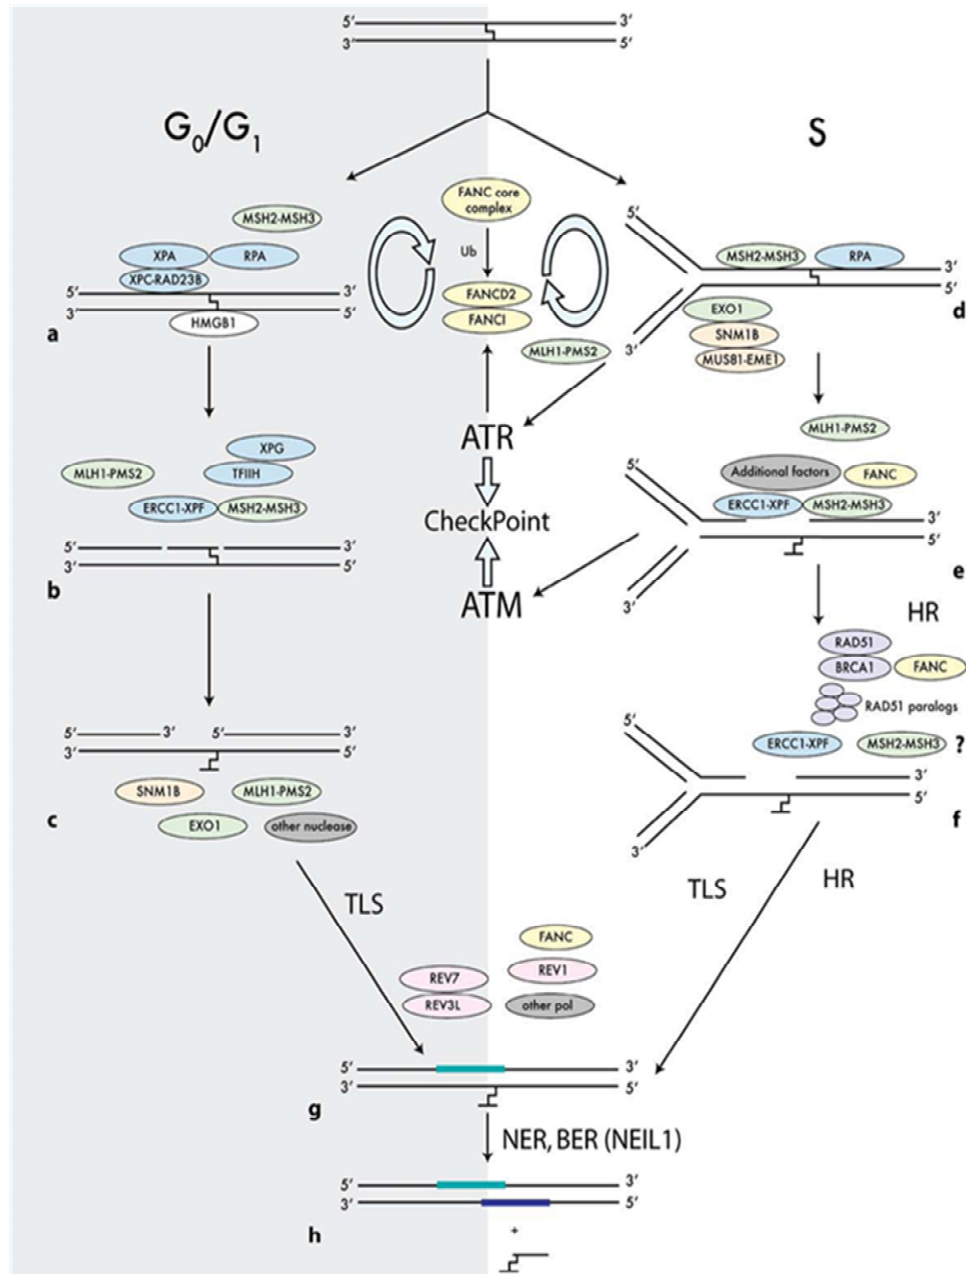 5' 3'
3' 5'
G0/G1
S
FANC core
complex
Ub
FANCD2
FANCI
MLH1-PMS2
MSH2-MSH3
XPA RPA
XPC-RAD23B
5' 3'
3' 5'
HMGB1
a
5'
MSH2-MSH3 RPA
3'
5'
EXO1
SNM1B
MUS81-EME1
3'
d
ATR
CheckPoint
ATM
XPG
MLH1-PMS2 TFIIH
ERCC1-XPF MSH2-MSH3
5' 3'
3' 5'
b
MLH1-PMS2
Additional factors FANC
ERCC1-XPF MSH2-MSH3
5'
3'
5'
3'
e
HR
RAD51
BRCA1 FANC
RAD51 paralogs
ERCC1-XPF MSH2-MSH3 ?
5'
3'
5'
3'
f
5' 3' 5' 3'
3' 5'
SNM1B MLH1-PMS2
EXO1 other nuclease
c
TLS
TLS HR
FANC
REV7 REV1
REV3L other pol
5' 3'
3' 5'
g
NER, BER (NEIL1)
5' 3'
3' 5'
h
+